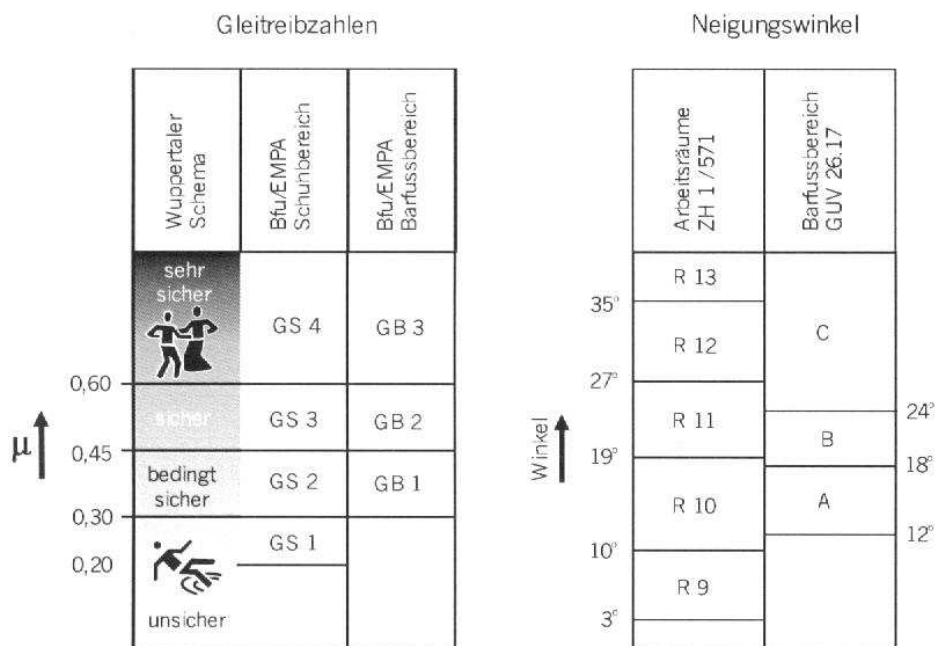 Gleitreibzahlen
Wuppertaler
Schema
Bfu/EMPA
Schuhbereich
Bfu/EMPA
Barfussbereich
sehr
sicher
GS 4
GB 3
0,60
sicher
GS 3
GB 2
µ
0,45
bedingt
sicher
GS 2
GB 1
0,30
GS 1
0,20
unsicher
Neigungswinkel
Arbeitsräume
ZH 1 / 571
Barfussbereich
GUV 26.17
R 13
35°
R 12
C
27°
24°
R 11
B
Winkel
19°
18°
R 10
A
12°
10°
R 9
3°